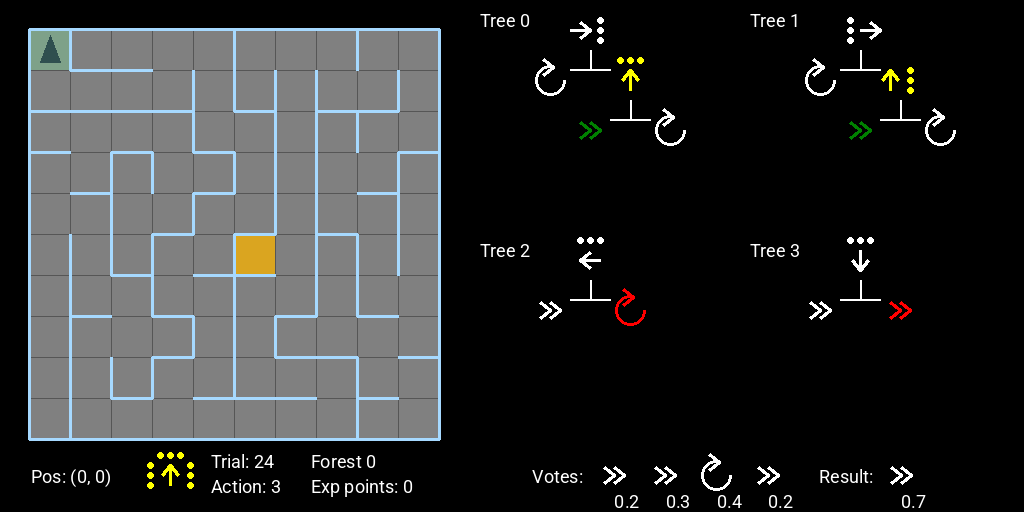 Tree 0
Tree 1
Tree 2
Tree 3
Pos: (0, 0)
Trial: 24
Forest 0
Action: 3
Exp points: 0
Votes:
Result:
0.2
0.3
0.4
0.2
0.7